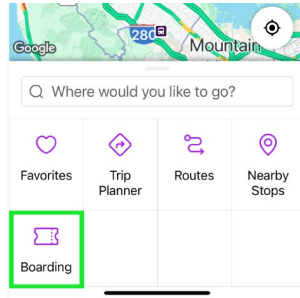 280
Mountain
Google
Where would you like to go?
Favorites
Trip
Planner
Routes
Nearby
Stops
Boarding